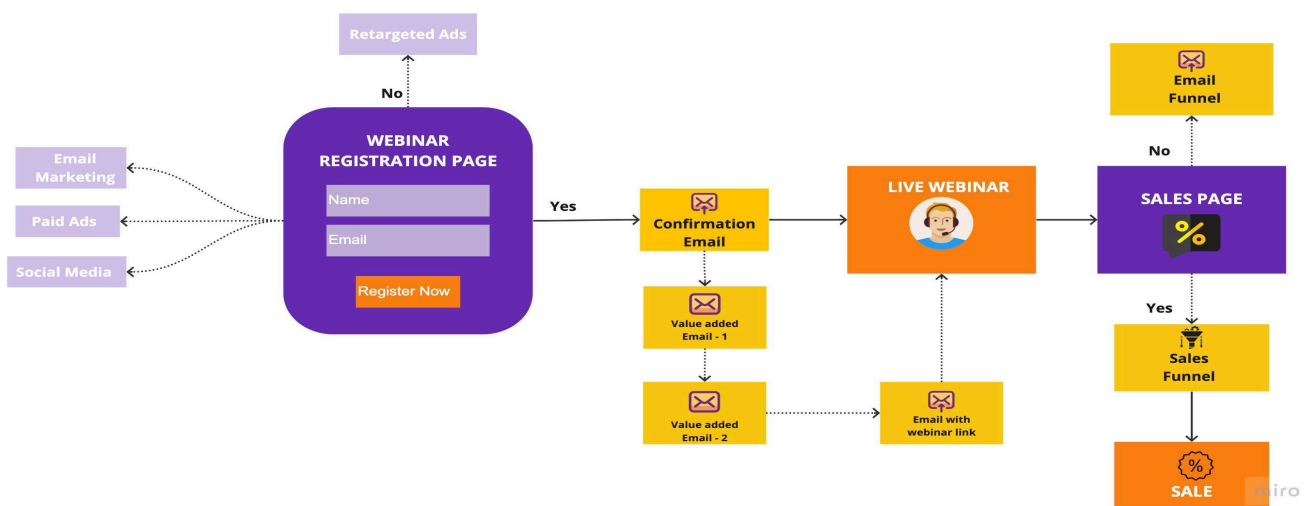 Retargeted Ads
No
WEBINAR
REGISTRATION PAGE
Name
Email
Register Now
Email
Marketing
Paid Ads
Social Media
Yes
Confirmation
Email
Value added
Email - 1
Value added
Email - 2
Email with
webinar link
LIVE WEBINAR
Email
Funnel
No
SALES PAGE
%
Yes
Sales
Funnel
%
SALE
miro